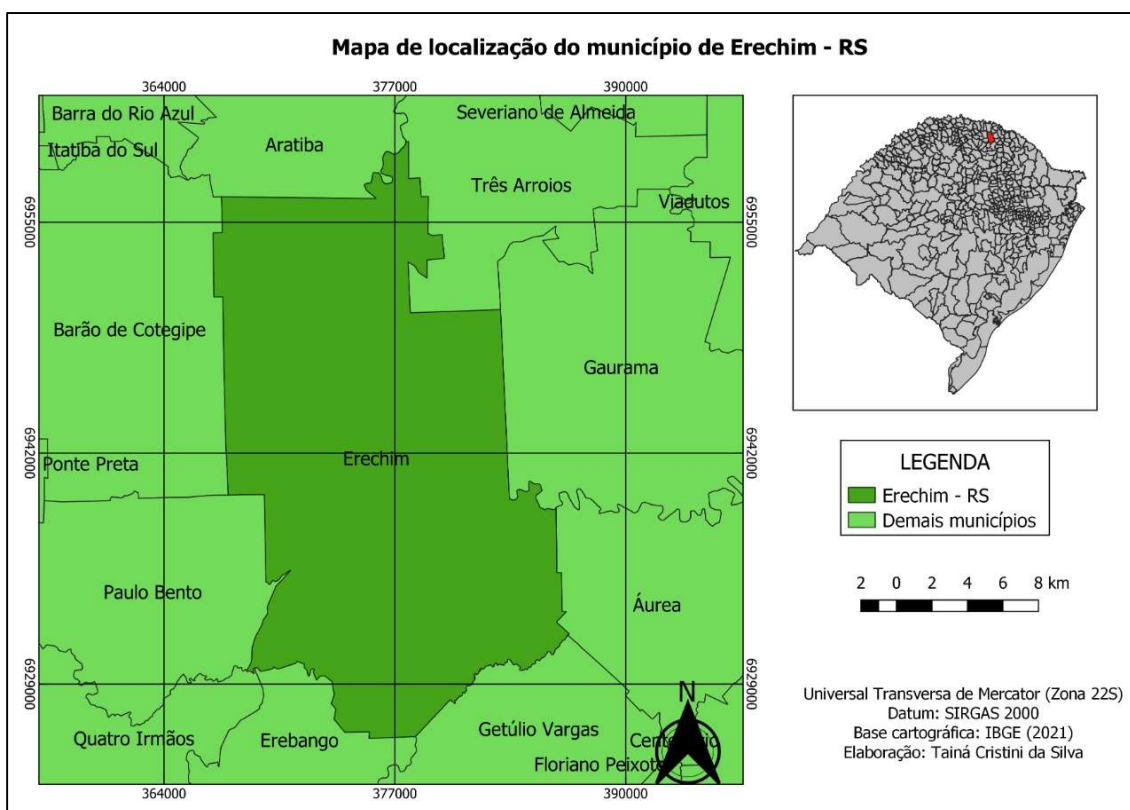 Mapa de localização do município de Erechim - RS
364000
377000
390000
Barra do Rio Azul
Severiano de Almeida
Itatiba do Sul
Aratiba
Três Arroios
Viadutos
6955000
6955000
Barão de Cotegipe
Gaurama
6942000
6942000
Ponte Preta
Erechim
Paulo Bento
Áurea
6929000
6929000
Quatro Irmãos
Erebango
Getúlio Vargas
Floriano Peixoto
N
364000
377000
390000
LEGENDA
Erechim - RS
Demais municípios
2 0 2 4 6 8 km
Universal Transversa de Mercator (Zona 22S)
Datum: SIRGAS 2000
Base cartográfica: IBGE (2021)
Elaboração: Tainá Cristini da Silva